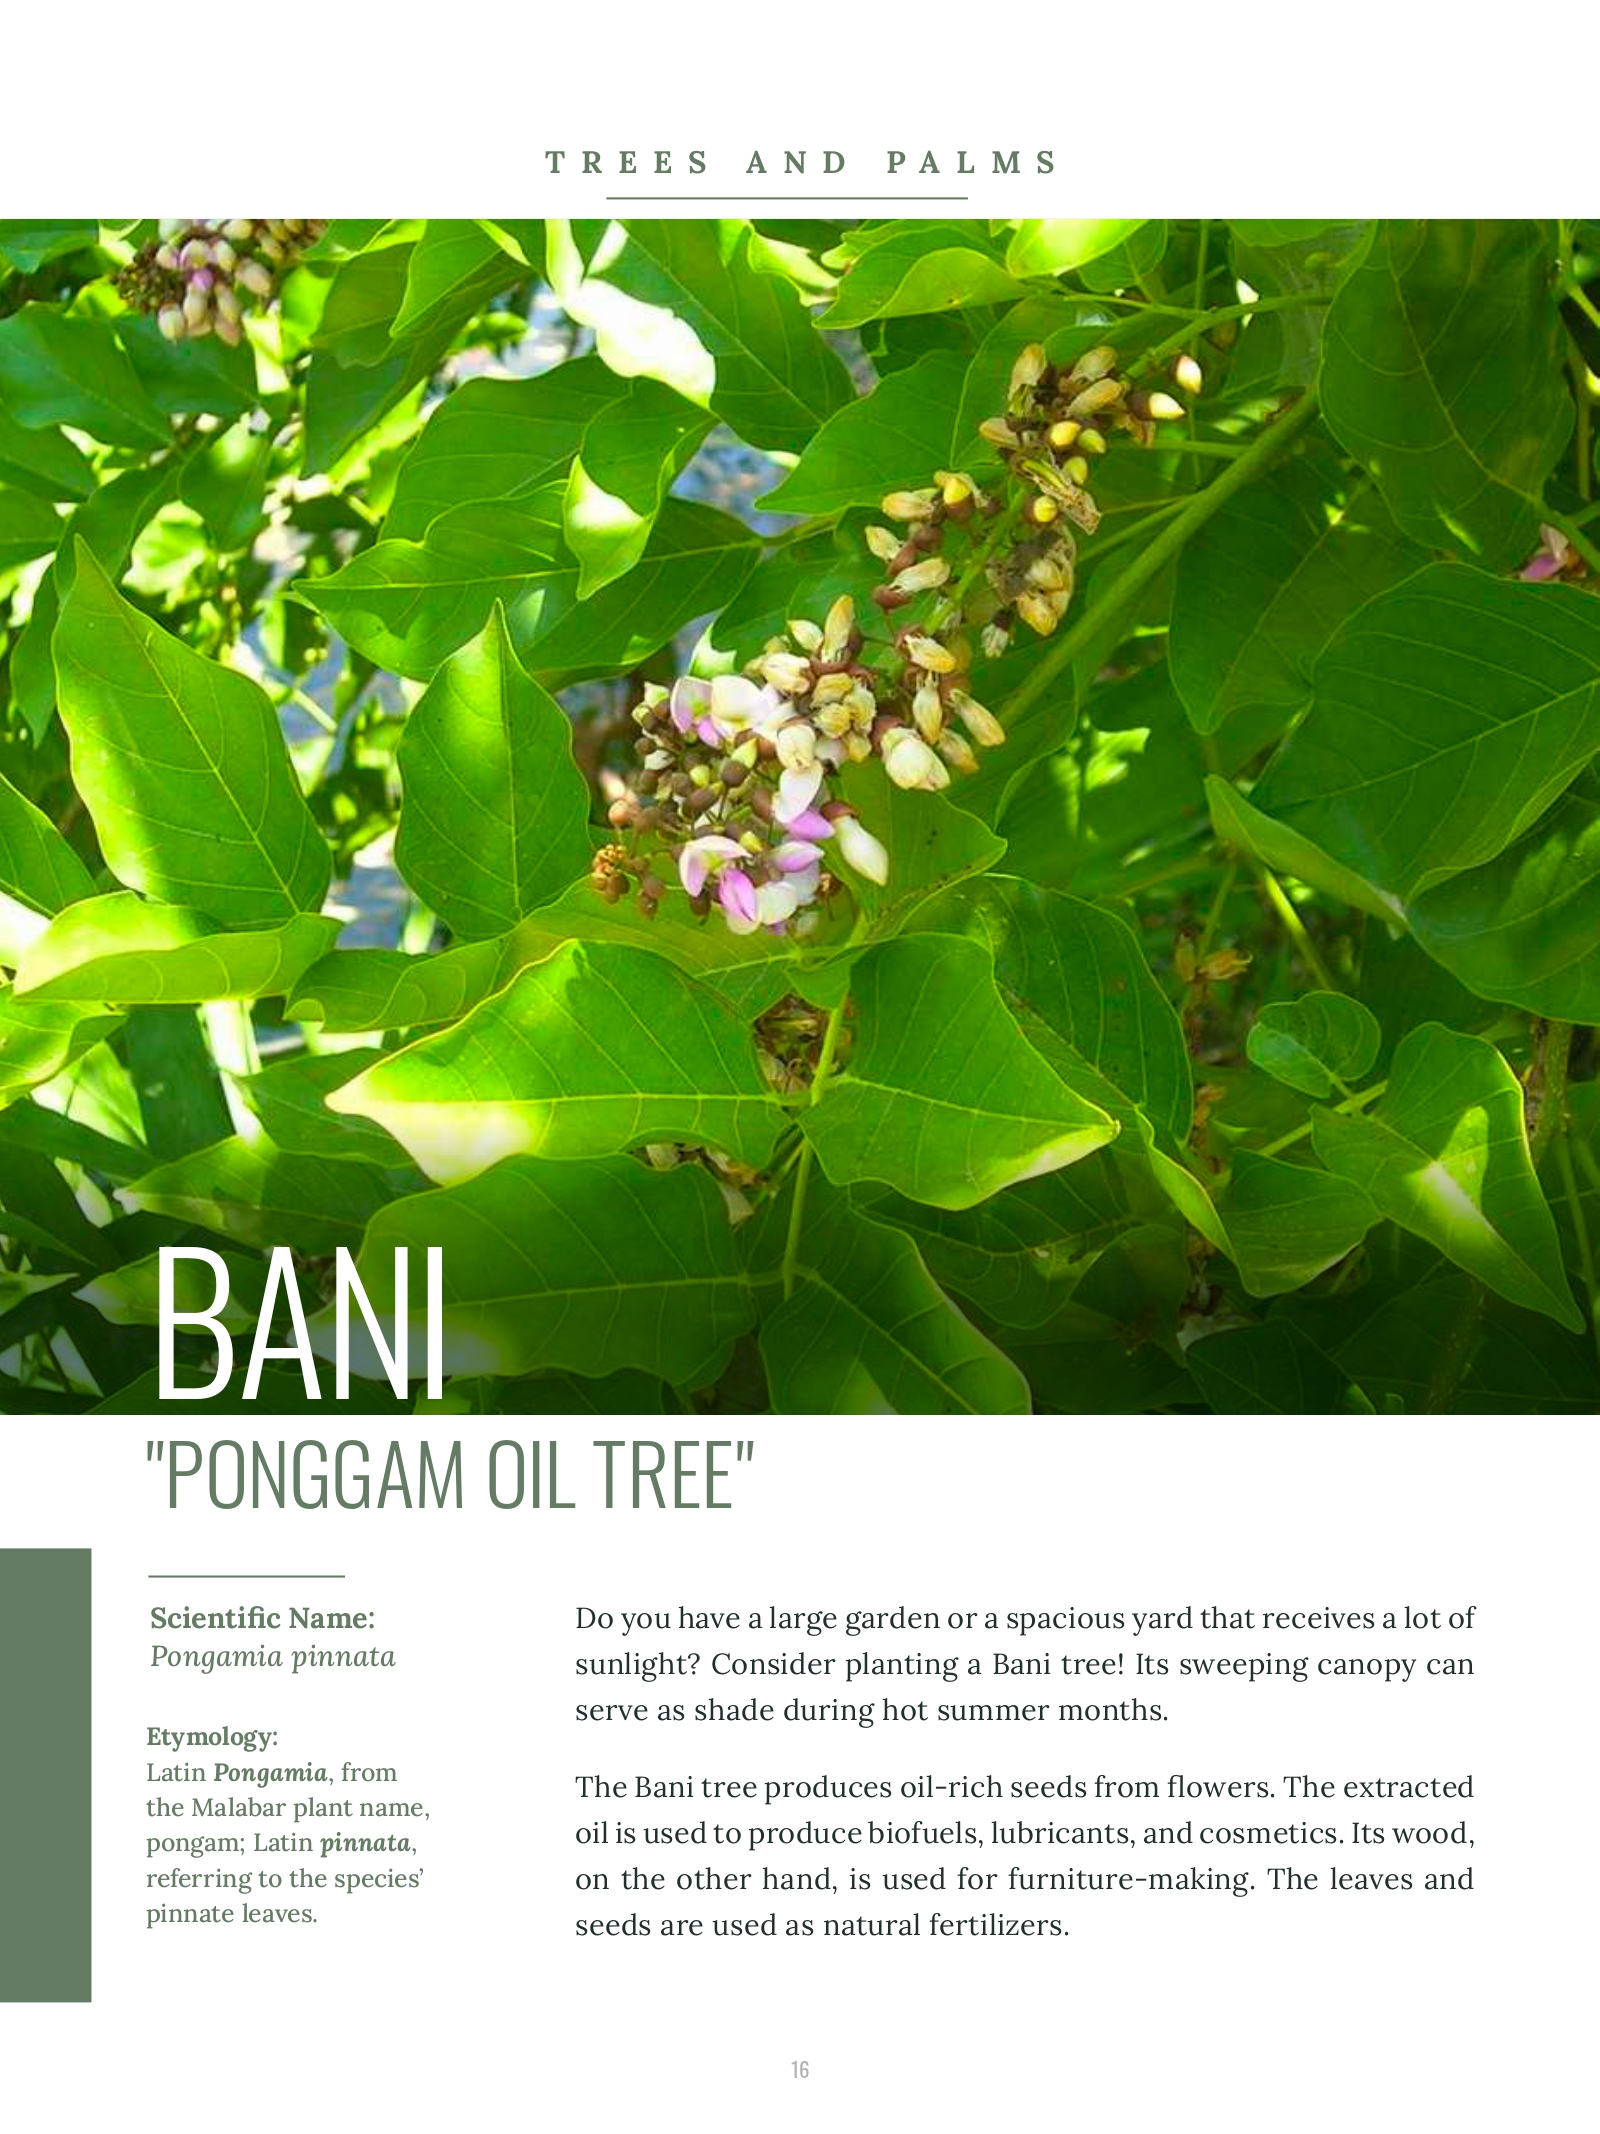 TREES AND PALMS
BANI
"PONGGAM OIL TREE"
Scientific Name:
Pongamia pinnata
Etymology:
Latin Pongamia, from
the Malabar plant name,
pongam; Latin pinnata,
referring to the species’
pinnate leaves.
Do you have a large garden or a spacious yard that receives a lot of
sunlight? Consider planting a Bani tree! Its sweeping canopy can
serve as shade during hot summer months.
The Bani tree produces oil-rich seeds from flowers. The extracted
oil is used to produce biofuels, lubricants, and cosmetics. Its wood,
on the other hand, is used for furniture-making. The leaves and
seeds are used as natural fertilizers.
16